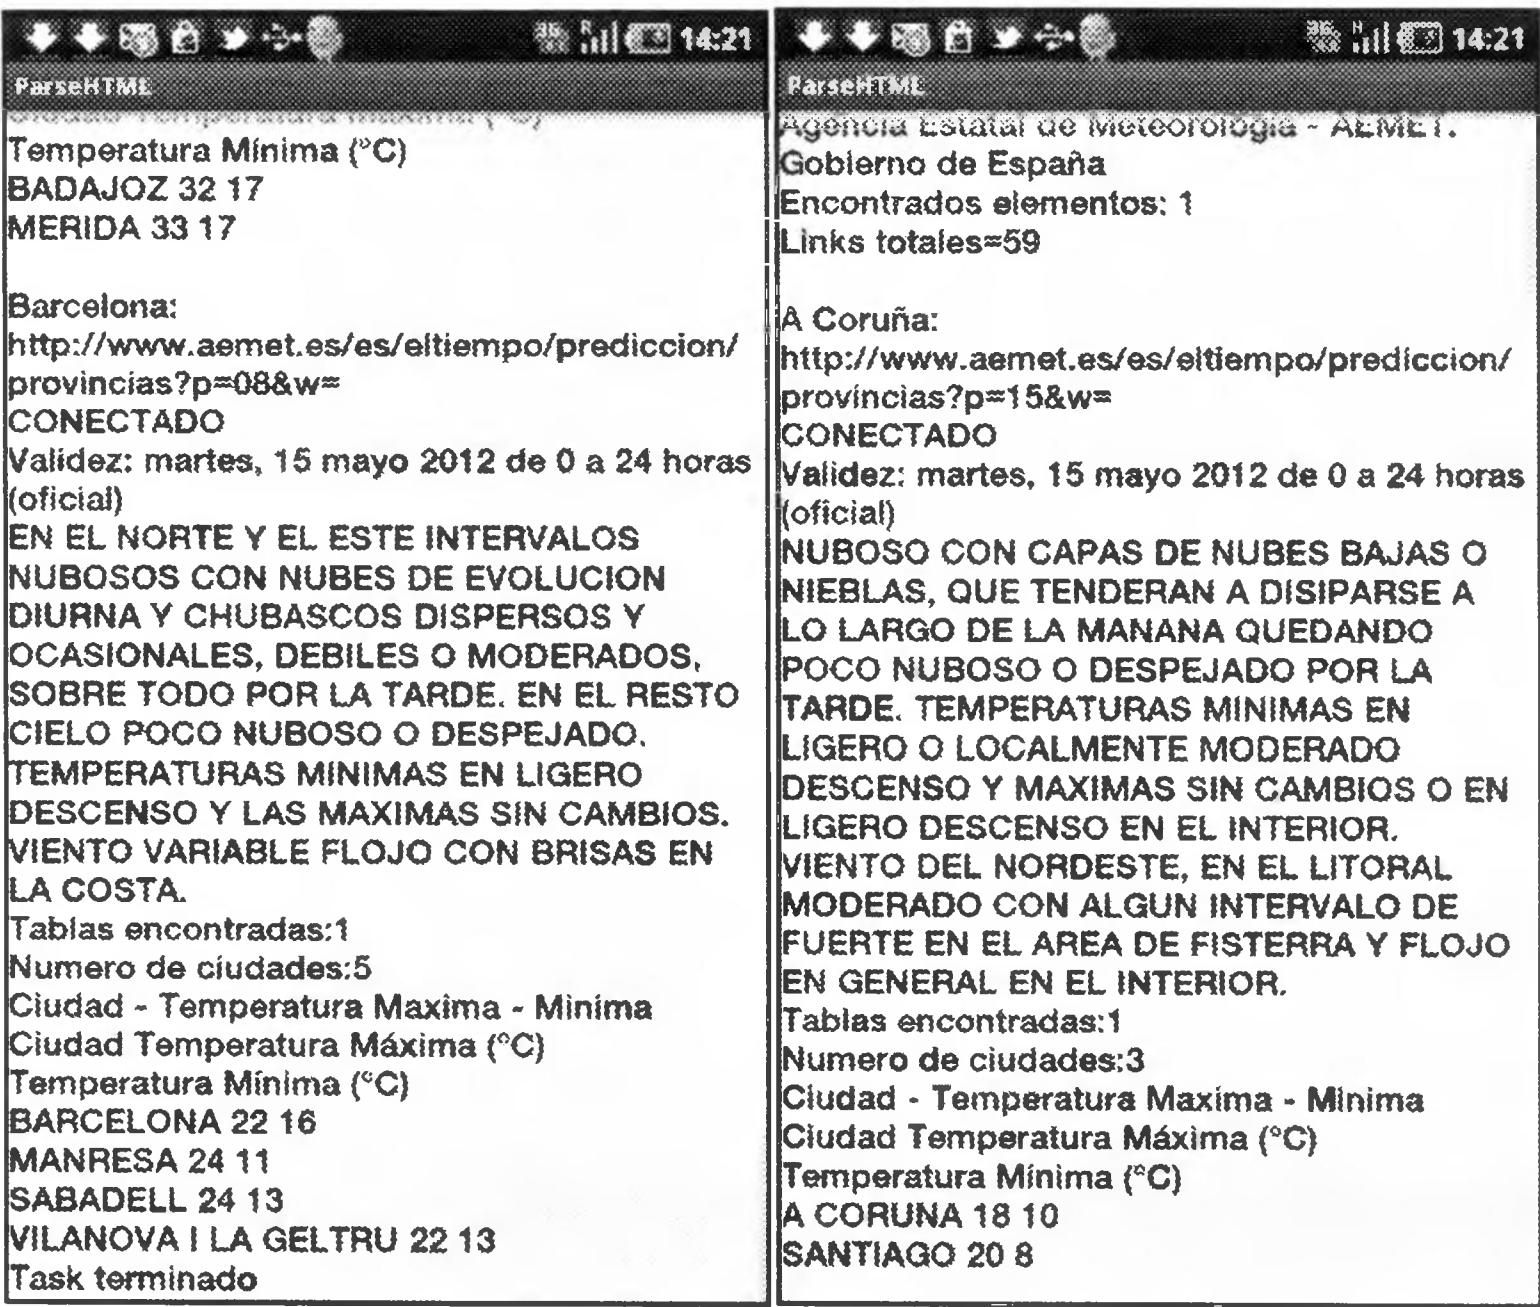 14:21
ParseHTML
Temperatura Mínima (°C)
BADAJOZ 32 17
MERIDA 33 17
Barcelona:
http://www.aemet.es/es/eltiempo/prediccion/
provincias?p=08&w=
CONECTADO
Validez: martes, 15 mayo 2012 de 0 a 24 horas
(oficial)
EN EL NORTE Y EL ESTE INTERVALOS
NUBOSOS CON NUBES DE EVOLUCION
DIURNA Y CHUBASCOS DISPERSOS Y
OCASIONALES, DEBILES O MODERADOS,
SOBRE TODO POR LA TARDE. EN EL RESTO
CIELO POCO NUBOSO O DESPEJADO.
TEMPERATURAS MINIMAS EN LIGERO
DESCENSO Y LAS MAXIMAS SIN CAMBIOS.
VIENTO VARIABLE FLOJO CON BRISAS EN
LA COSTA.
Tablas encontradas:1
Numero de ciudades:5
Ciudad - Temperatura Maxima - Minima
Ciudad Temperatura Máxima (°C)
Temperatura Mínima (°C)
BARCELONA 22 16
MANRESA 24 11
SABADELL 24 13
VILANOVA I LA GELTRU 22 13
Task terminado
14:21
ParseHTML
Agencia Estatal de Meteorología - AEMET.
Gobierno de España
Encontrados elementos: 1
Links totales=59
A Coruña:
http://www.aemet.es/es/eltiempo/prediccion/
provincias?p=15&w=
CONECTADO
Validez: martes, 15 mayo 2012 de 0 a 24 horas
(oficial)
NUBOSO CON CAPAS DE NUBES BAJAS O
NIEBLAS, QUE TENDERAN A DISIPARSE A
LO LARGO DE LA MANANA QUEDANDO
POCO NUBOSO O DESPEJADO POR LA
TARDE. TEMPERATURAS MINIMAS EN
LIGERO O LOCALMENTE MODERADO
DESCENSO Y MAXIMAS SIN CAMBIOS O EN
LIGERO DESCENSO EN EL INTERIOR.
VIENTO DEL NORDESTE, EN EL LITORAL
MODERADO CON ALGUN INTERVALO DE
FUERTE EN EL AREA DE FISTERRA Y FLOJO
EN GENERAL EN EL INTERIOR.
Tablas encontradas:1
Numero de ciudades:3
Ciudad - Temperatura Maxima - Minima
Ciudad Temperatura Máxima (°C)
Temperatura Mínima (°C)
A CORUNA 18 10
SANTIAGO 20 8